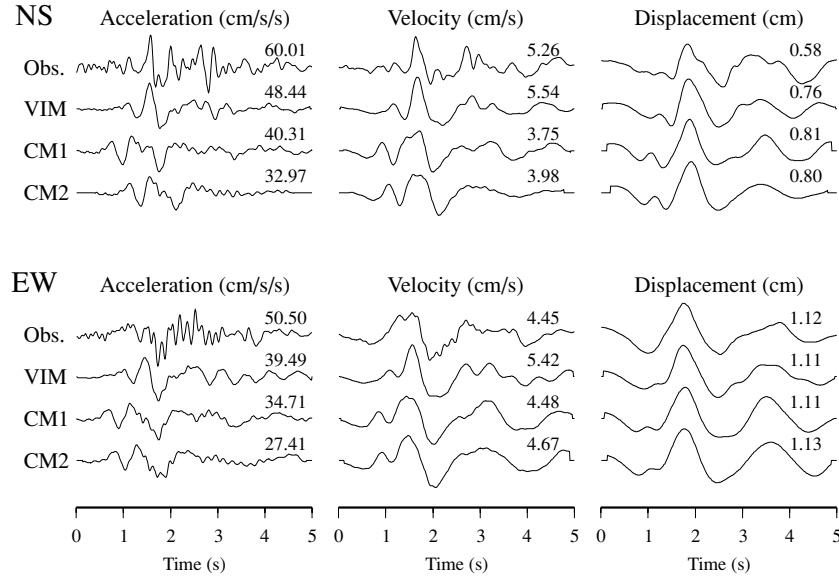 NS
Acceleration (cm/s/s) Velocity (cm/s) Displacement (cm)
Obs. 60.01 5.26 0.58
VIM 48.44 5.54 0.76
CM1 40.31 3.75 0.81
CM2 32.97 3.98 0.80
EW
Acceleration (cm/s/s) Velocity (cm/s) Displacement (cm)
Obs. 50.50 4.45 1.12
VIM 39.49 5.42 1.11
CM1 34.71 4.48 1.11
CM2 27.41 4.67 1.13
0 1 2 3 4 5 0 1 2 3 4 5 0 1 2 3 4 5
Time (s) Time (s) Time (s)